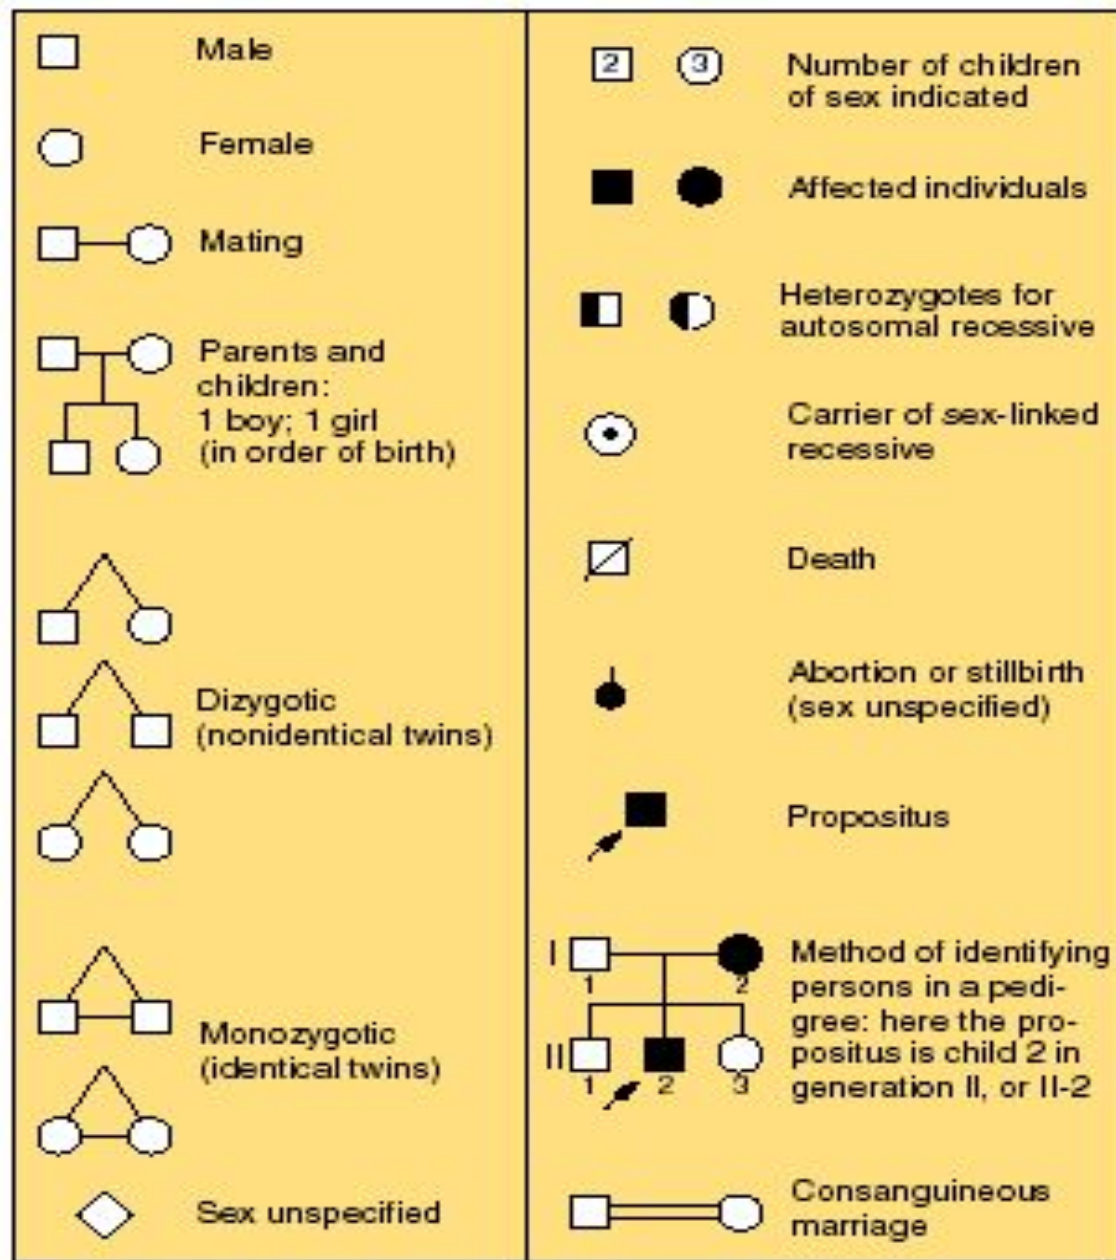 Male
Female
Mating
Parents and
children:
1 boy; 1 girl
(in order of birth)
Dizygotic
(nonidentical twins)
Monozygotic
(identical twins)
Sex unspecified
2 3 Number of children
of sex indicated
Affected individuals
Heterozygotes for
autosomal recessive
Carrier of sex-linked
recessive
Death
Abortion or stillbirth
(sex unspecified)
Propositus
I
1 2
II
1 2 3
Method of identifying
persons in a pedi-
gree: here the pro-
positus is child 2 in
generation II, or II-2
Consanguineous
marriage